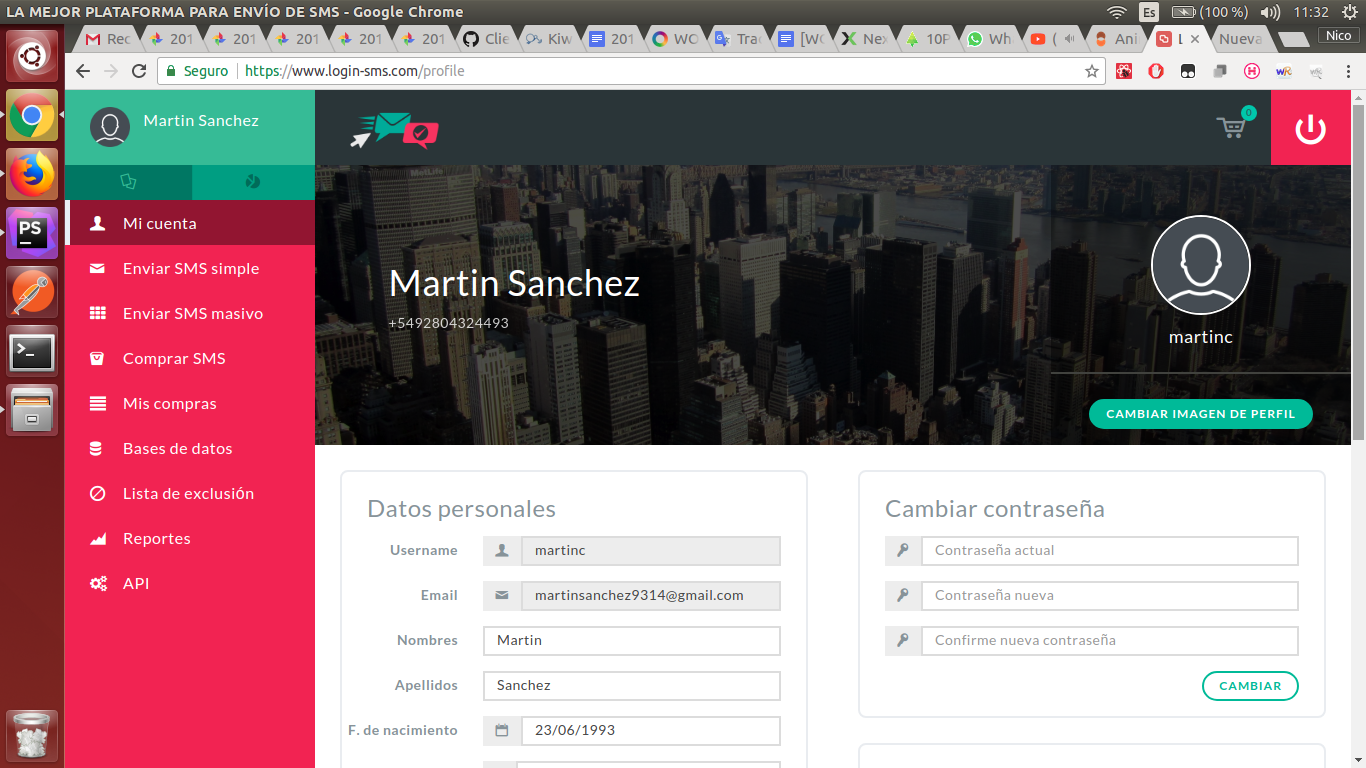 LA MEJOR PLATAFORMA PARA ENVÍO DE SMS - Google Chrome
Es (100 %) 11:32
Rec 201 201 201 201 201 Clie Kiw 201 WO Tra [WO Nex 10P Wh ( Ani L Nueva Nico
Seguro https://www.login-sms.com/profile
Martin Sanchez
0
Mi cuenta
Enviar SMS simple
Enviar SMS masivo
Comprar SMS
Mis compras
Bases de datos
Lista de exclusión
Reportes
API
Martin Sanchez
+5492804324493
martinc
CAMBIAR IMAGEN DE PERFIL
Datos personales
Username martinc
Email martinsanchez9314@gmail.com
Nombres Martin
Apellidos Sanchez
F. de nacimiento 23/06/1993
Cambiar contraseña
Contraseña actual
Contraseña nueva
Confirme nueva contraseña
CAMBIAR
PS